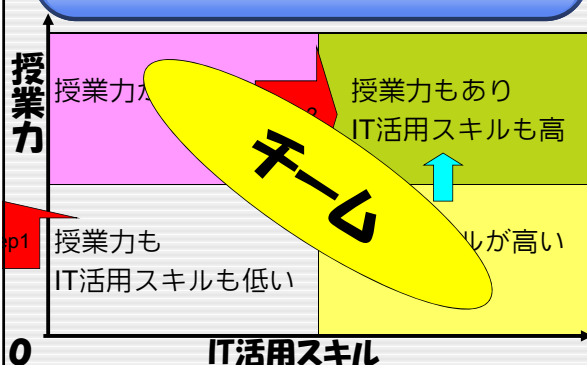 授業力
授業力が
2
授業力もあり
IT活用スキルも高
チーム
ep1
授業力も
IT活用スキルも低い
ルが高い
0
IT活用スキル